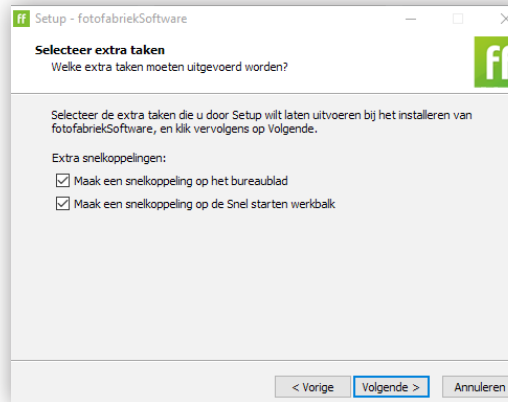 ff Setup - fotofabriekSoftware
Selecteer extra taken
Welke extra taken moeten uitgevoerd worden?
ff
Selecteer de extra taken die u door Setup wilt laten uitvoeren bij het installeren van
fotofabriekSoftware, en klik vervolgens op Volgende.
Extra snelkoppelingen:
Maak een snelkoppeling op het bureaublad
Maak een snelkoppeling op de Snel starten werkbalk
< Vorige Volgende > Annuleren